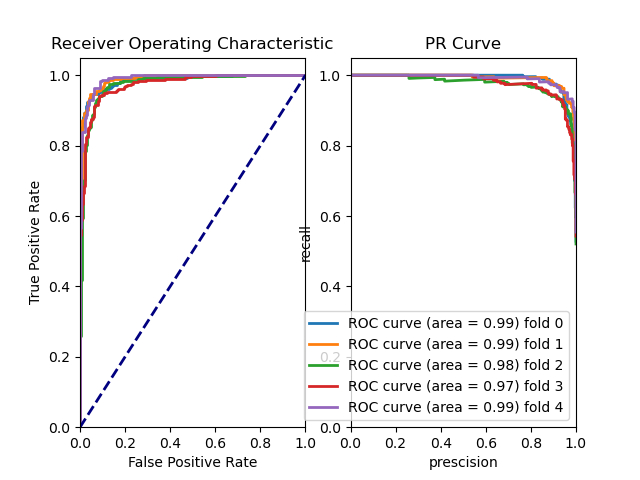 Receiver Operating Characteristic
1.0
0.8
0.6
0.4
0.2
0.0
True Positive Rate
0.0 0.2 0.4 0.6 0.8 1.0
False Positive Rate
PR Curve
1.0
0.8
0.6
0.4
0.2
0.0
recall
0.0 0.2 0.4 0.6 0.8 1.0
prescision
ROC curve (area = 0.99) fold 0
ROC curve (area = 0.99) fold 1
ROC curve (area = 0.98) fold 2
ROC curve (area = 0.97) fold 3
ROC curve (area = 0.99) fold 4